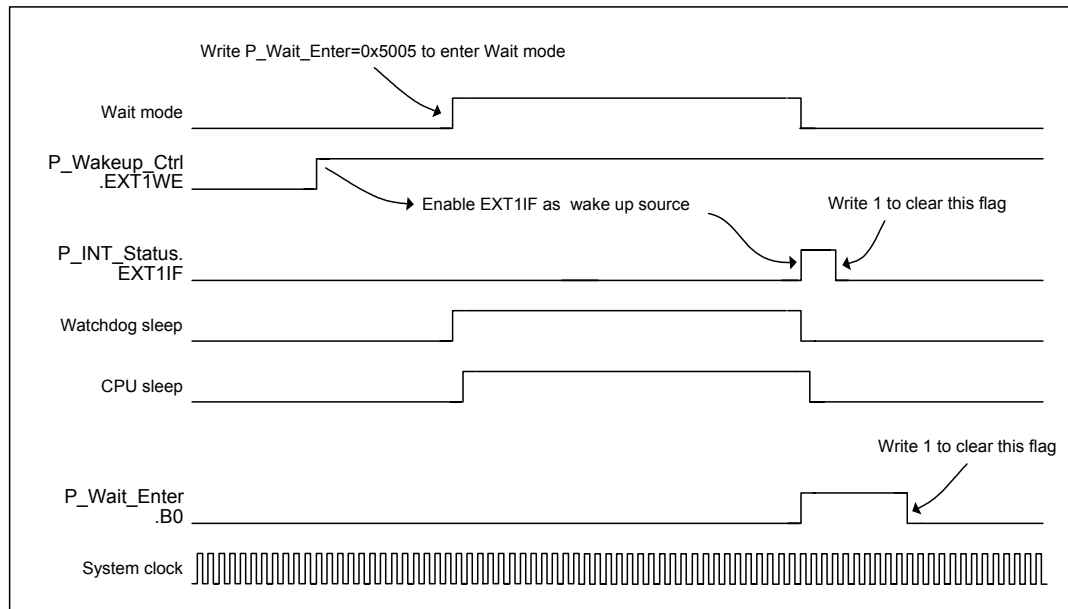 Write P_Wait_Enter=0x5005 to enter Wait mode
Wait mode
P_Wakeup_Ctrl
.EXT1WE
Enable EXT1IF as wake up source
Write 1 to clear this flag
P_INT_Status.
EXT1IF
Watchdog sleep
CPU sleep
Write 1 to clear this flag
P_Wait_Enter
.B0
System clock